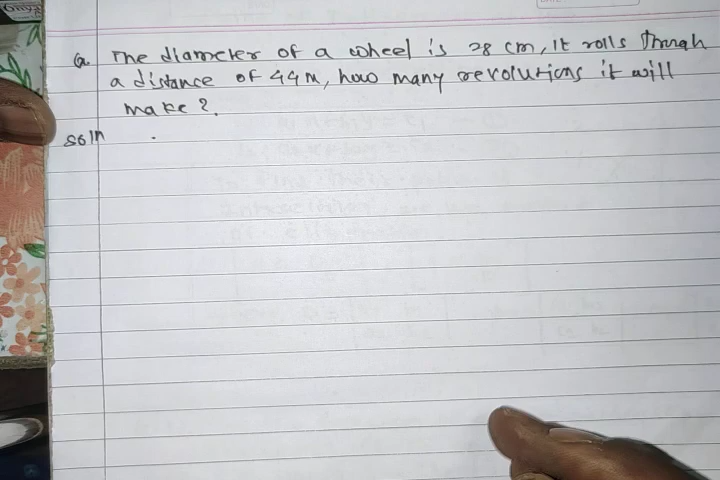 Q. The diameter of a wheel is 28 cm, It rolls through
a distance of 44m, how many revolutions it will
make?
soln